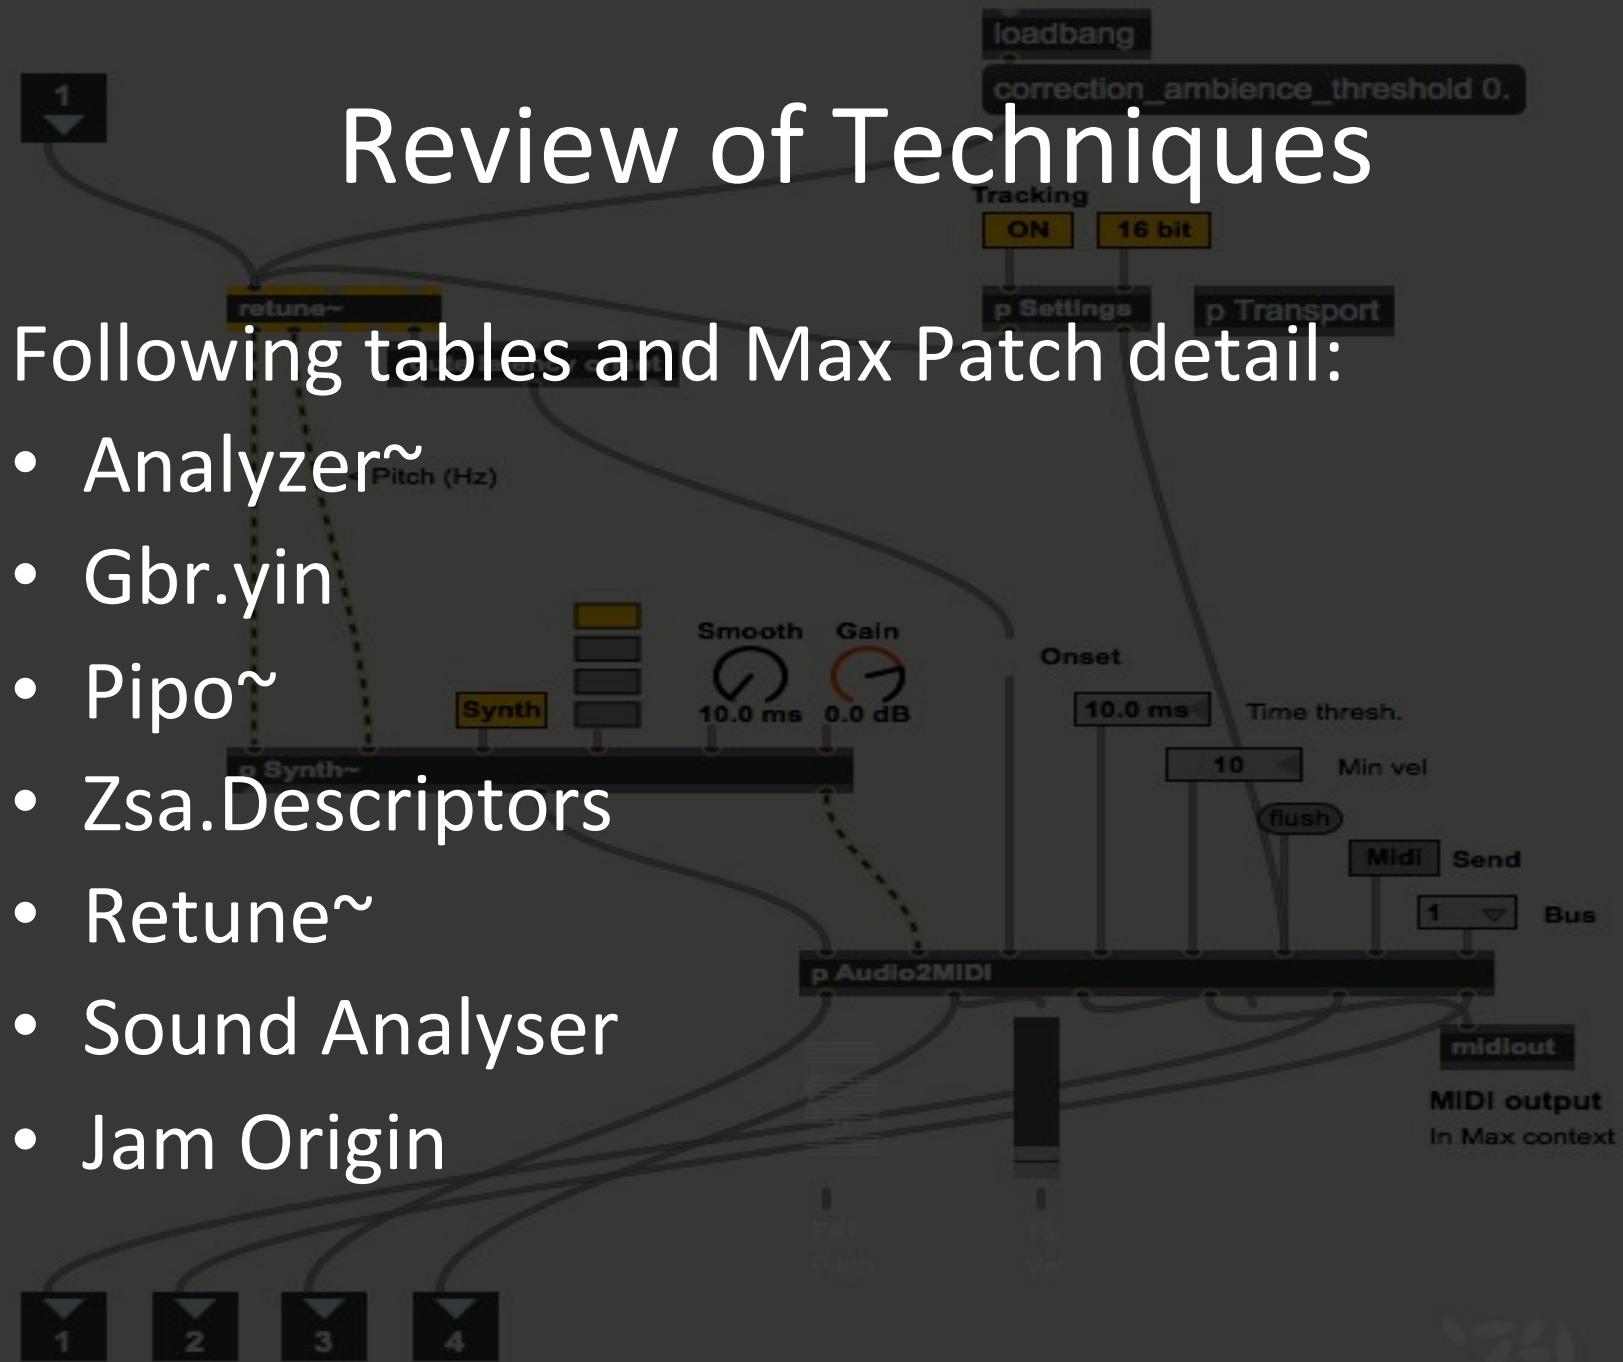 loadbang
correction_ambience_threshold 0.
1
Review of Techniques
Tracking
ON
16 bit
retune~
p Settings
p Transport
Following tables and Max Patch detail:
• Analyzer~
< Pitch (Hz)
• Gbr.yin
• Pipo~
Smooth
Gain
Onset
Synth
10.0 ms
0.0 dB
10.0 ms
Time thresh.
p Synth~
10
Min vel
• Zsa.Descriptors
flush
Midi
Send
• Retune~
1
Bus
p Audio2MIDI
• Sound Analyser
midiout
MIDI output
In Max context
• Jam Origin
Pitch
Vel
1
2
3
4